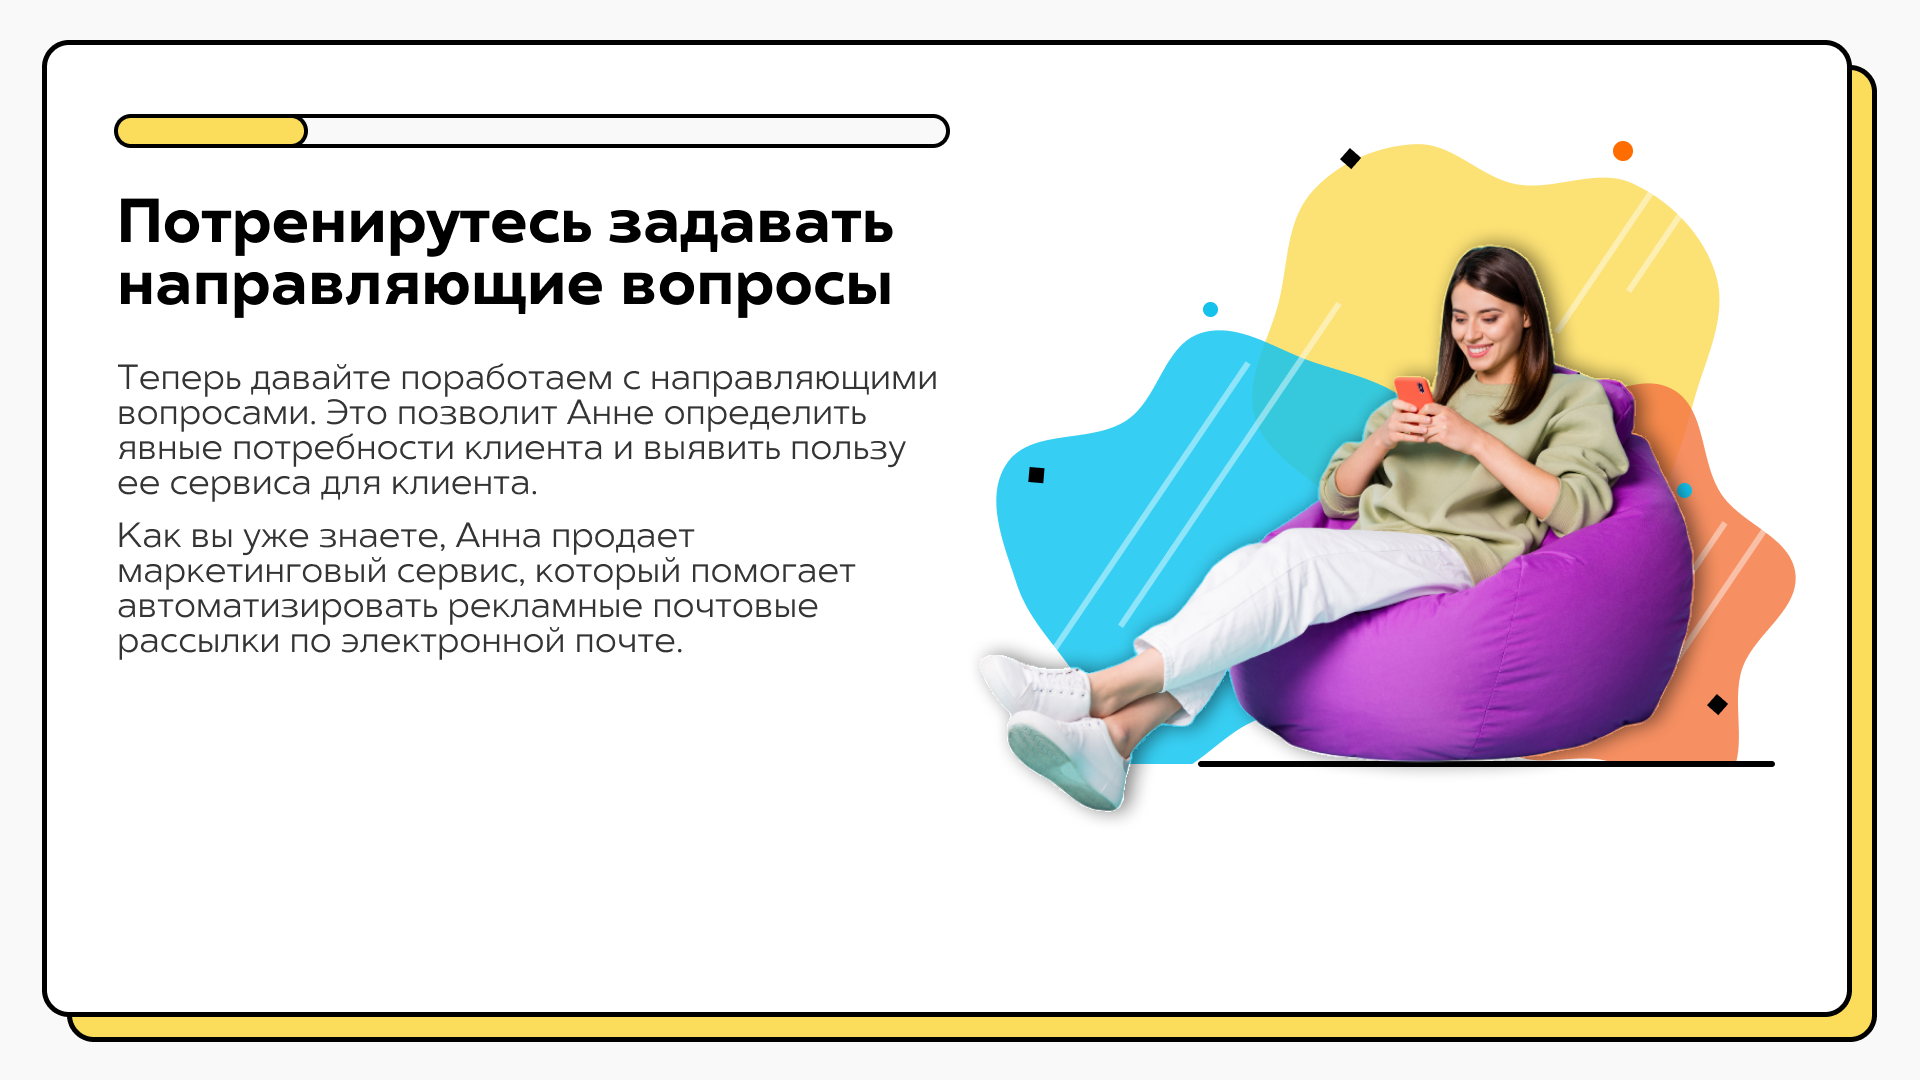 Потренирутесь задавать
направляющие вопросы
Теперь давайте поработаем с направляющими
вопросами. Это позволит Анне определить
явные потребности клиента и выявить пользу
ее сервиса для клиента.
Как вы уже знаете, Анна продает
маркетинговый сервис, который помогает
автоматизировать рекламные почтовые
рассылки по электронной почте.